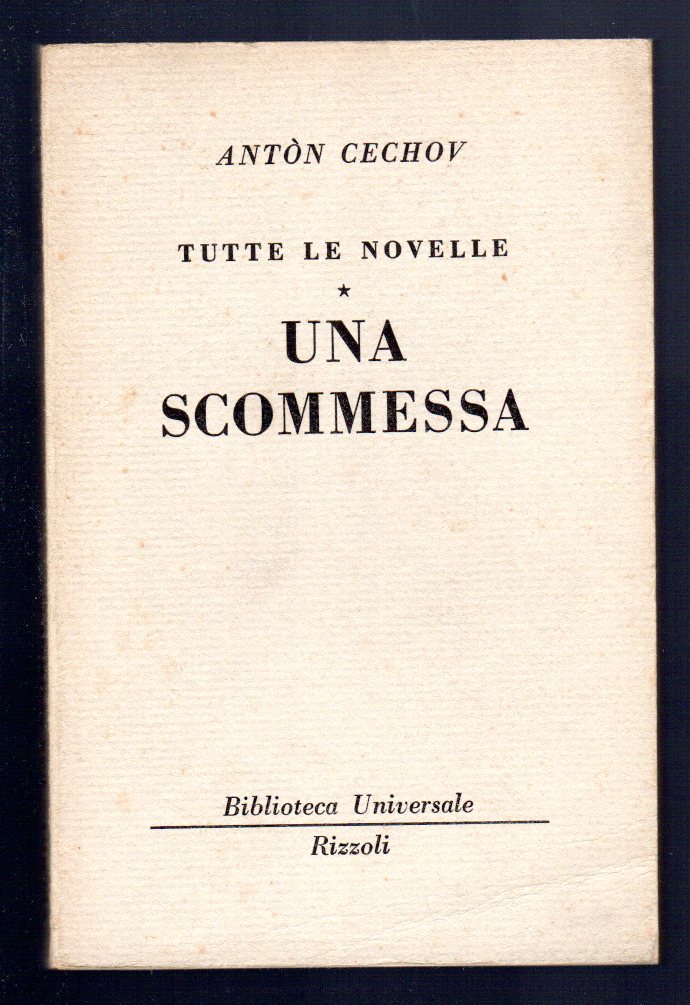 ANTÒN CECHOV
TUTTE LE NOVELLE
★
UNA
SCOMMESSA
Biblioteca Universale
Rizzoli